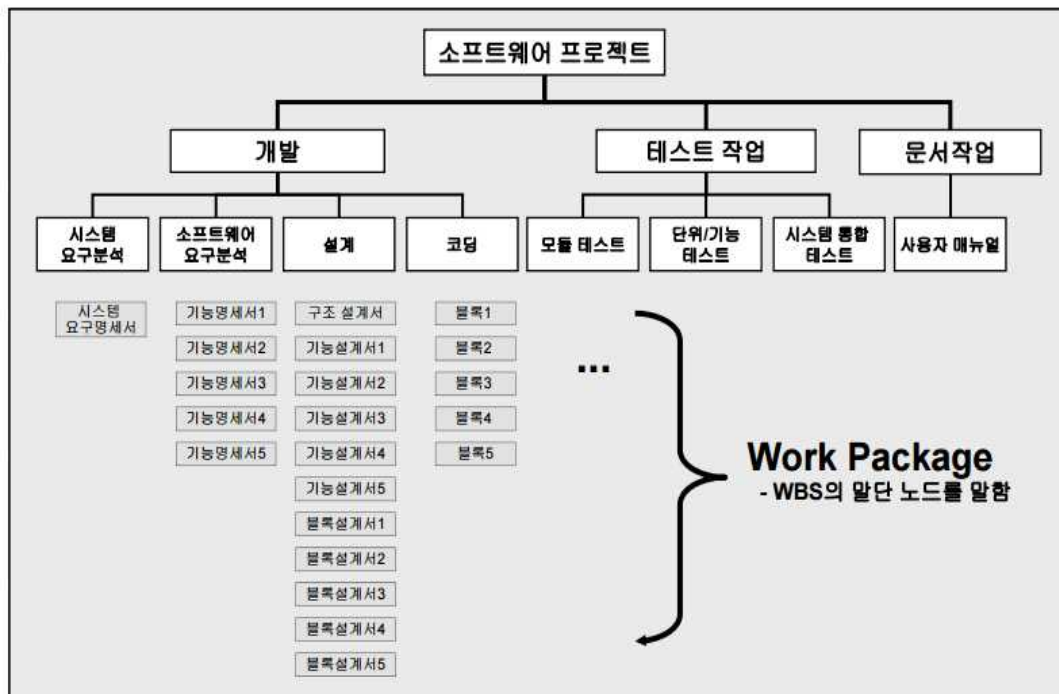 소프트웨어 프로젝트
개발
테스트 작업
문서작업
시스템
요구분석
소프트웨어
요구분석
설계
코딩
모듈 테스트
단위/기능
테스트
시스템 통합
테스트
사용자 매뉴얼
시스템
요구명세서
기능명세서1
기능명세서2
기능명세서3
기능명세서4
기능명세서5
구조 설계서
기능설계서1
기능설계서2
기능설계서3
기능설계서4
기능설계서5
블록설계서1
블록설계서2
블록설계서3
블록설계서4
블록설계서5
블록1
블록2
블록3
블록4
블록5
...
Work Package
- WBS의 말단 노드를 말함